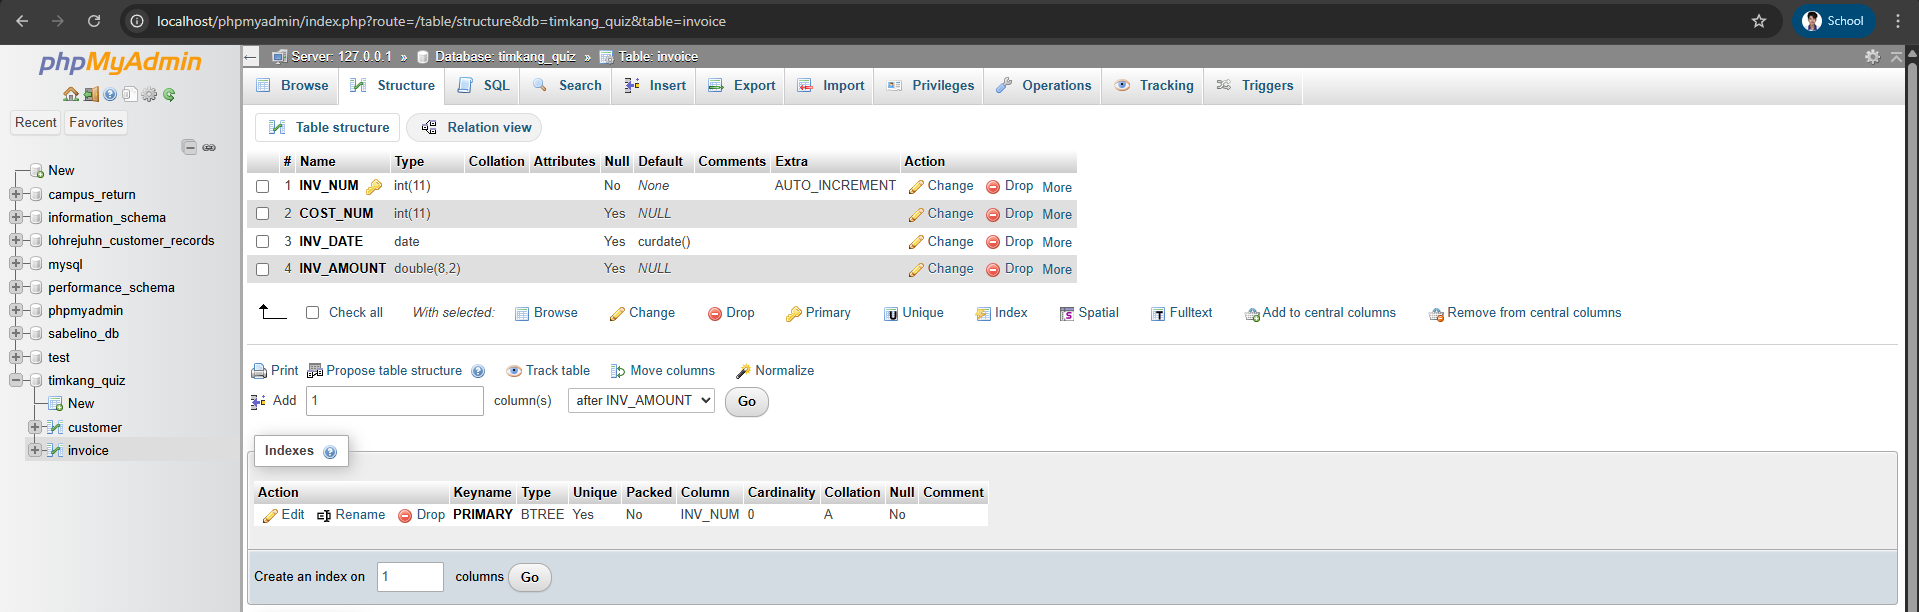 localhost/phpmyadmin/index.php?route=/table/structure&db=timkang_quiz&table=invoice
School
phpMyAdmin
Recent Favorites
New
campus_return
information_schema
lohrejuhn_customer_records
mysql
performance_schema
phpmyadmin
sabelino_db
test
timkang_quiz
New
customer
invoice
Server: 127.0.0.1 » Database: timkang_quiz » Table: invoice
Browse Structure SQL Search Insert Export Import Privileges Operations Tracking Triggers
Table structure Relation view
# Name Type Collation Attributes Null Default Comments Extra Action
1 INV_NUM int(11) No None AUTO_INCREMENT Change Drop More
2 COST_NUM int(11) Yes NULL Change Drop More
3 INV_DATE date Yes curdate() Change Drop More
4 INV_AMOUNT double(8,2) Yes NULL Change Drop More
Check all With selected: Browse Change Drop Primary Unique Index Spatial Fulltext Add to central columns Remove from central columns
Print Propose table structure Track table Move columns Normalize
Add 1 column(s) after INV_AMOUNT Go
Indexes
Action Keyname Type Unique Packed Column Cardinality Collation Null Comment
Edit Rename Drop PRIMARY BTREE Yes No INV_NUM 0 A No
Create an index on 1 columns Go